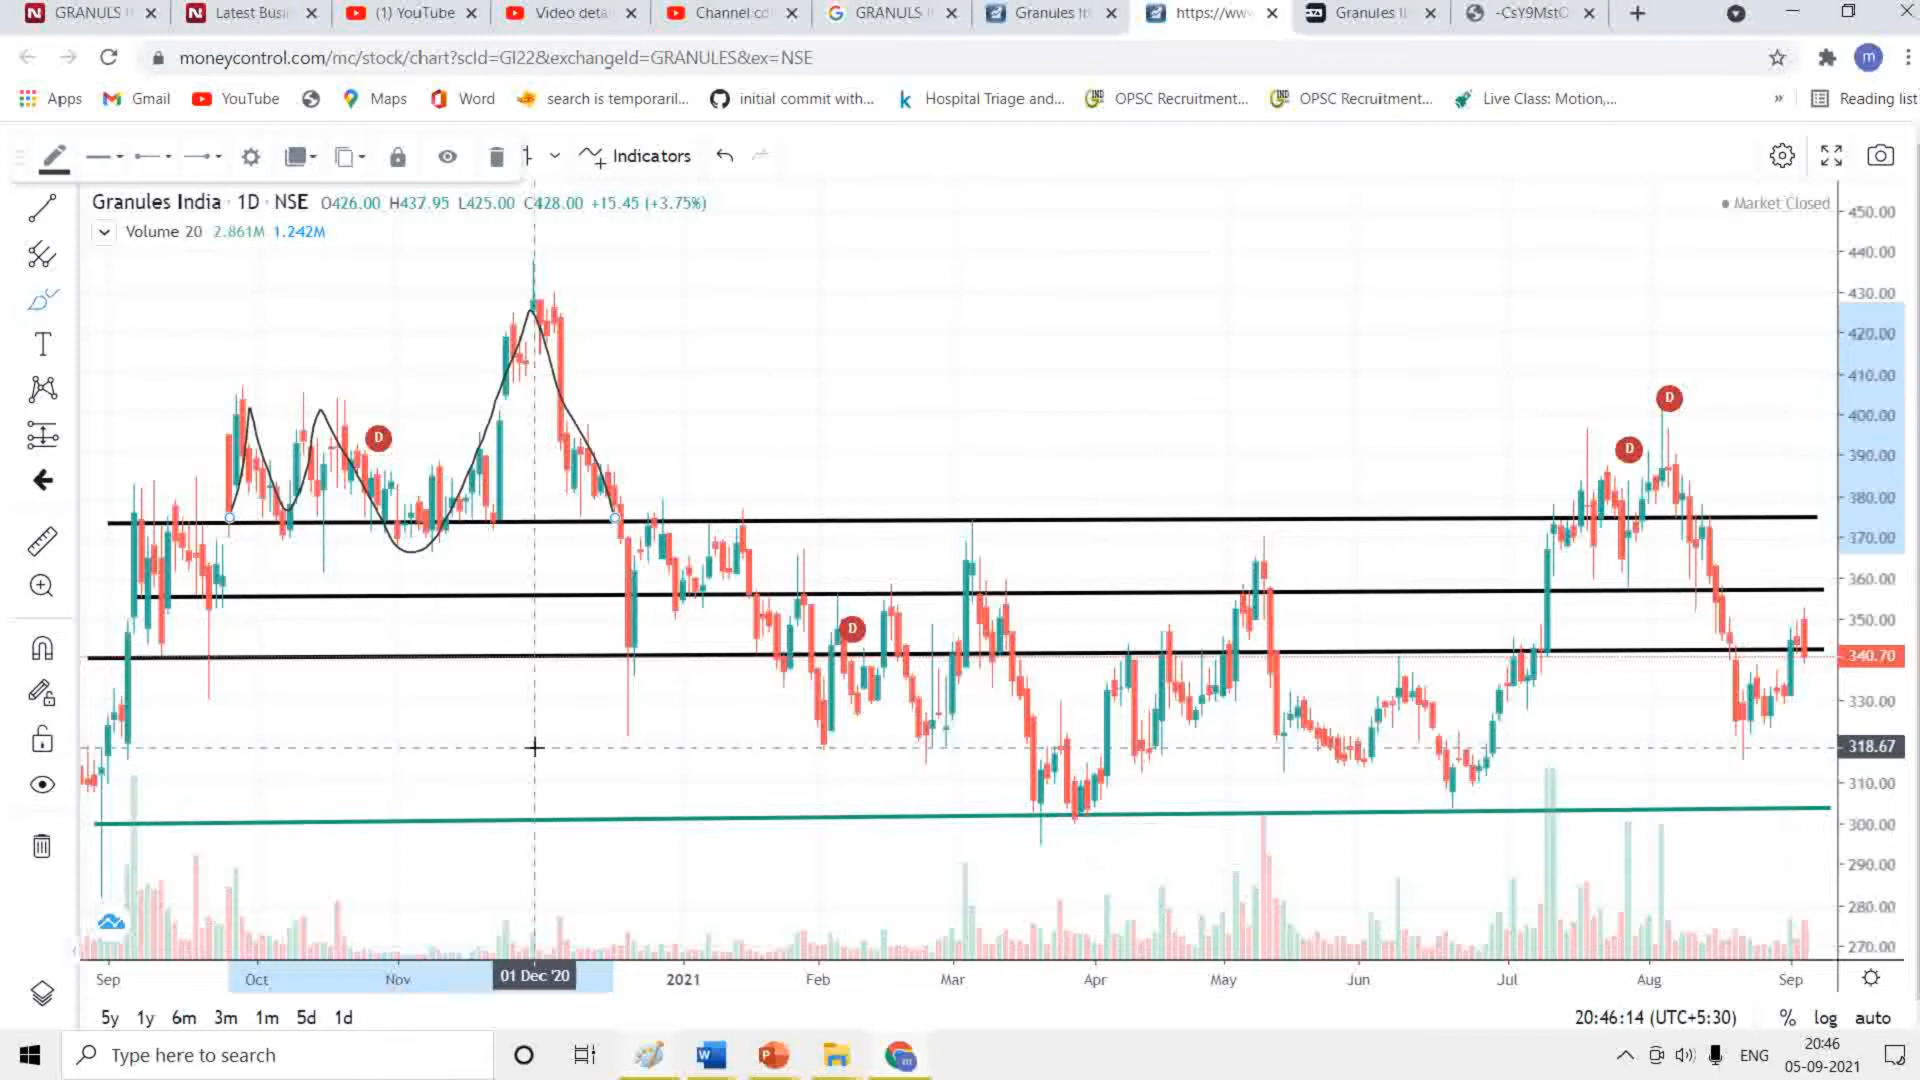 GRANULS I
Latest Busi
(1) YouTube
Video deta
Channel co
GRANULS I
Granules It
https://ww
Granules I
-CsY9MstC
moneycontrol.com/mc/stock/chart?scId=GI22&exchangeId=GRANULES&ex=NSE
m
Apps
Gmail
YouTube
Maps
Word
search is temporaril...
initial commit with...
Hospital Triage and...
OPSC Recruitment...
OPSC Recruitment...
Live Class: Motion,...
»
Reading list
Indicators
Granules India · 1D · NSE O426.00 H437.95 L425.00 C428.00 +15.45 (+3.75%)
Market Closed
Volume 20 2.861M 1.242M
450.00
440.00
430.00
420.00
410.00
400.00
390.00
380.00
370.00
360.00
350.00
340.70
330.00
318.67
310.00
300.00
290.00
280.00
270.00
D
D
D
D
Sep
Oct
Nov
01 Dec '20
2021
Feb
Mar
Apr
May
Jun
Jul
Aug
Sep
5y 1y 6m 3m 1m 5d 1d
20:46:14 (UTC+5:30) % log auto
Type here to search
ENG
20:46
05-09-2021